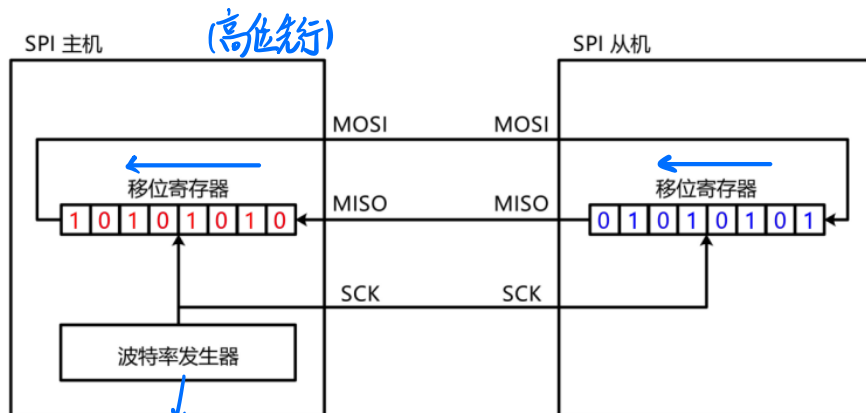 SPI 主机
(高位先行)
SPI 从机
MOSI
MOSI
移位寄存器
移位寄存器
1 0 1 0 1 0 1 0
MISO
MISO
0 1 0 1 0 1 0 1
SCK
SCK
波特率发生器